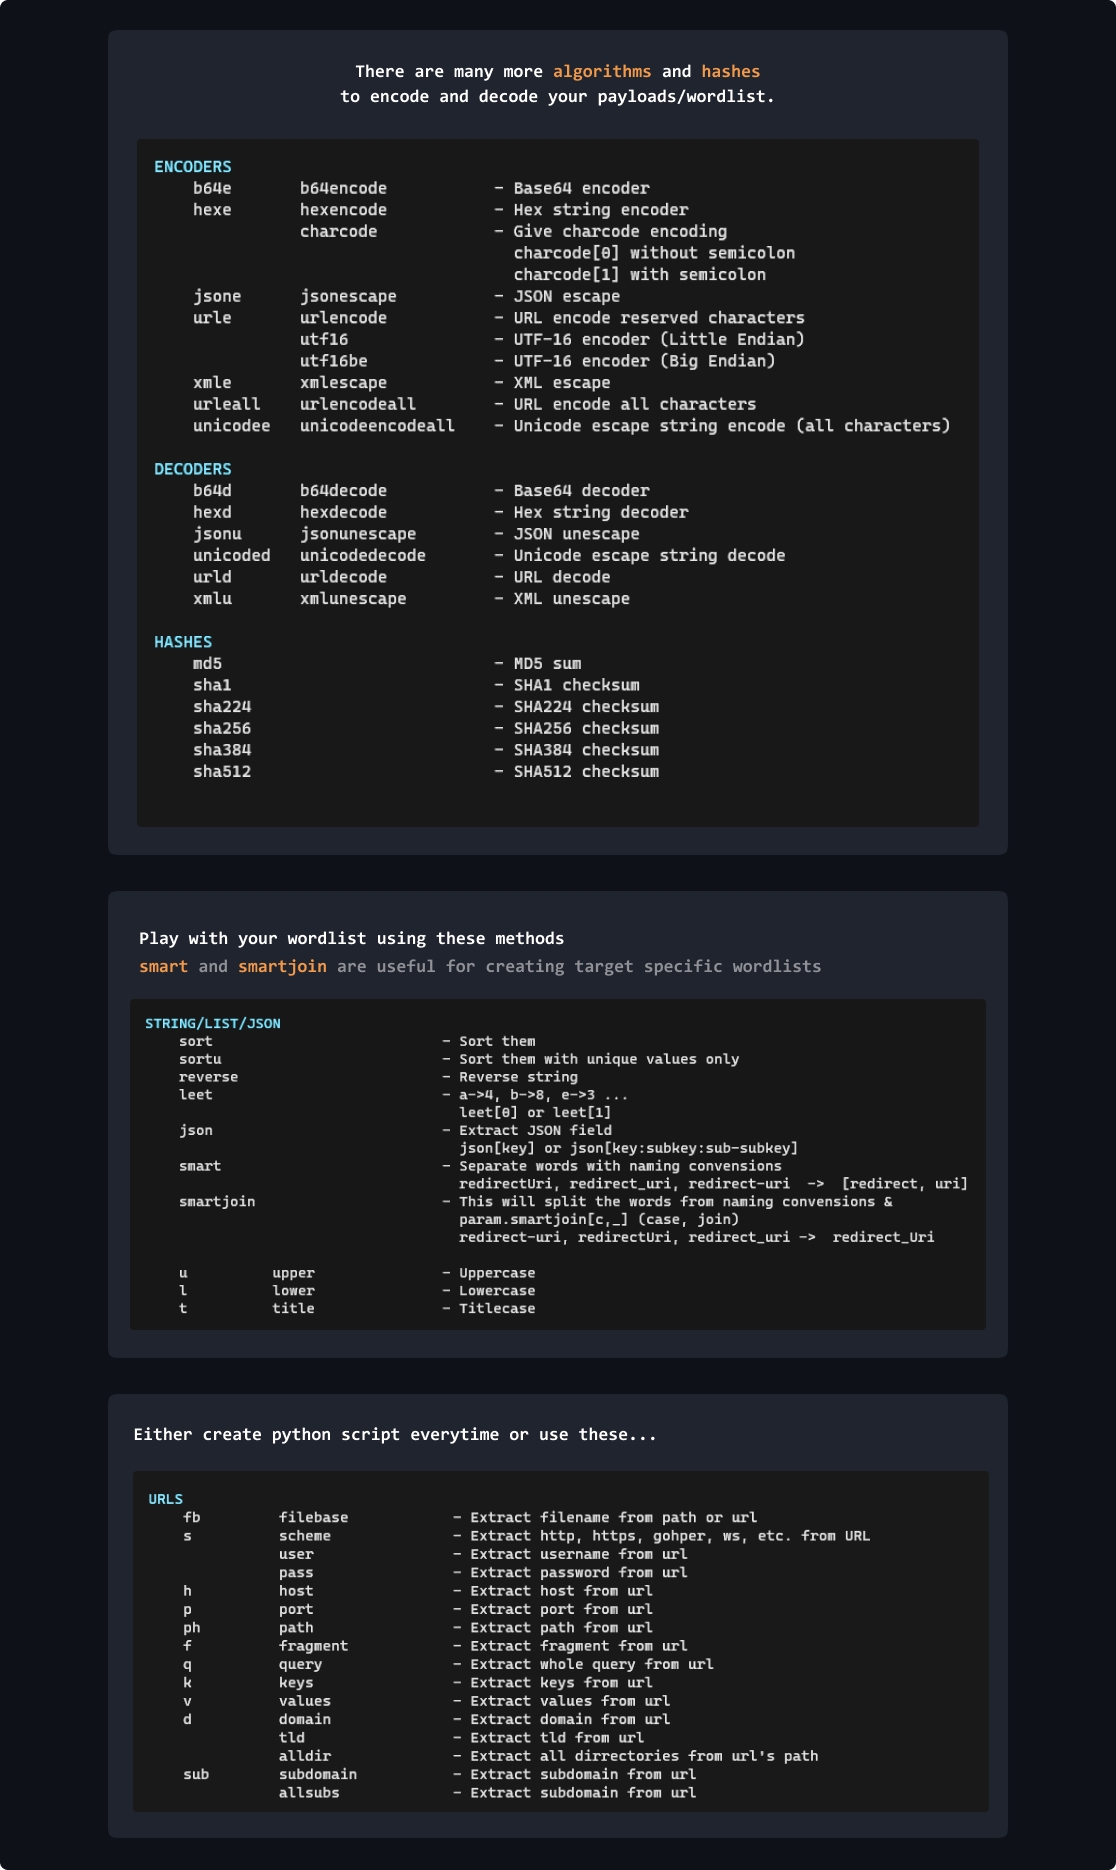 There are many more algorithms and hashes
to encode and decode your payloads/wordlist.
ENCODERS
b64e b64encode - Base64 encoder
hexe hexencode - Hex string encoder
charcode - Give charcode encoding
charcode[0] without semicolon
charcode[1] with semicolon
jsone jsonescape - JSON escape
urle urlencode - URL encode reserved characters
utf16 - UTF-16 encoder (Little Endian)
utf16be - UTF-16 encoder (Big Endian)
xmle xmlescape - XML escape
urleall urlencodeall - URL encode all characters
unicodee unicodeencodeall - Unicode escape string encode (all characters)
DECODERS
b64d b64decode - Base64 decoder
hexd hexdecode - Hex string decoder
jsonu jsonunescape - JSON unescape
unicoded unicodedecode - Unicode escape string decode
urld urldecode - URL decode
xmlu xmlunescape - XML unescape
HASHES
md5 - MD5 sum
sha1 - SHA1 checksum
sha224 - SHA224 checksum
sha256 - SHA256 checksum
sha384 - SHA384 checksum
sha512 - SHA512 checksum
Play with your wordlist using these methods
smart and smartjoin are useful for creating target specific wordlists
STRING/LIST/JSON
sort - Sort them
sortu - Sort them with unique values only
reverse - Reverse string
leet - a->4, b->8, e->3 ...
leet[0] or leet[1]
json - Extract JSON field
json[key] or json[key:subkey:sub-subkey]
smart - Separate words with naming convensions
redirectUri, redirect_uri, redirect-uri -> [redirect, uri]
smartjoin - This will split the words from naming convensions &
param.smartjoin[c,_] (case, join)
redirect-uri, redirectUri, redirect_uri -> redirect_Uri
u upper - Uppercase
l lower - Lowercase
t title - Titlecase
Either create python script everytime or use these...
URLS
fb filebase - Extract filename from path or url
s scheme - Extract http, https, gohper, ws, etc. from URL
user - Extract username from url
pass - Extract password from url
h host - Extract host from url
p port - Extract port from url
ph path - Extract path from url
f fragment - Extract fragment from url
q query - Extract whole query from url
k keys - Extract keys from url
v values - Extract values from url
d domain - Extract domain from url
tld - Extract tld from url
alldir - Extract all dirrectories from url's path
sub subdomain - Extract subdomain from url
allsubs - Extract subdomain from url